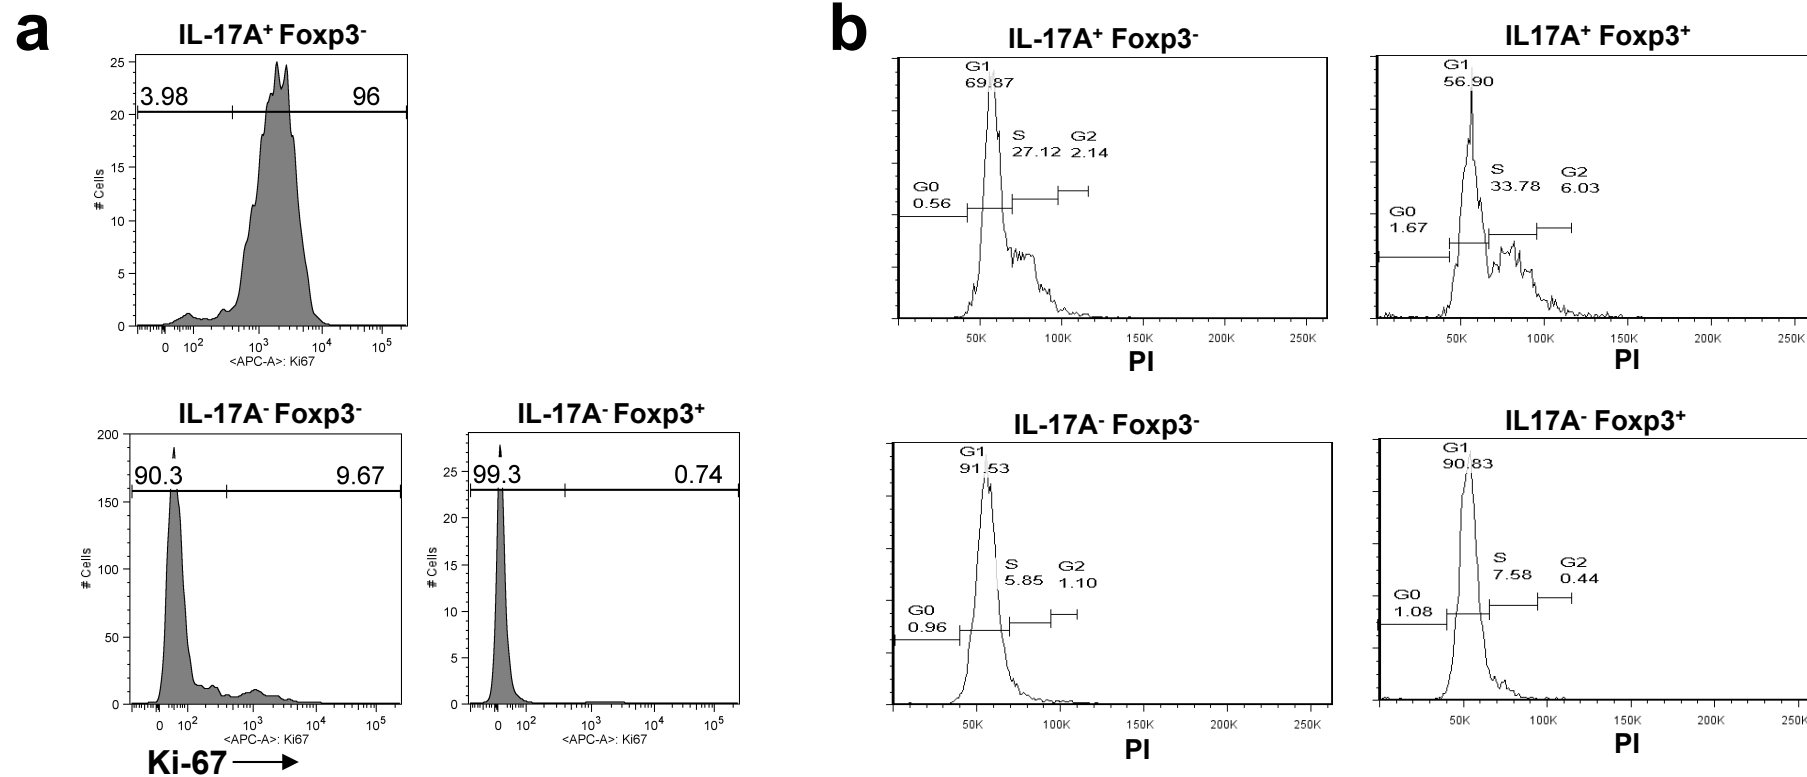 a
IL-17A+ Foxp3-
3.98 96
25
20
15
10
5
0
# Cells
0 10² 10³ 10⁴ 10⁵
<APC-A>: Ki67
IL-17A- Foxp3-
90.3 9.67
200
150
100
50
0
# Cells
0 10² 10³ 10⁴ 10⁵
<APC-A>: Ki67
Ki-67
IL-17A- Foxp3+
99.3 0.74
25
20
15
10
5
0
# Cells
0 10² 10³ 10⁴ 10⁵
<APC-A>: Ki67
b
IL-17A+ Foxp3-
G1
69.87
S
27.12
G2
2.14
G0
0.56
50K 100K 150K 200K 250K
PI
IL17A+ Foxp3+
G1
56.90
S
33.78
G2
6.03
G0
1.67
50K 100K 150K 200K 250K
PI
IL-17A- Foxp3-
G1
91.53
S
5.85
G2
1.10
G0
0.96
50K 100K 150K 200K 250K
PI
IL17A- Foxp3+
G1
90.83
S
7.58
G2
0.44
G0
1.08
50K 100K 150K 200K 250K
PI